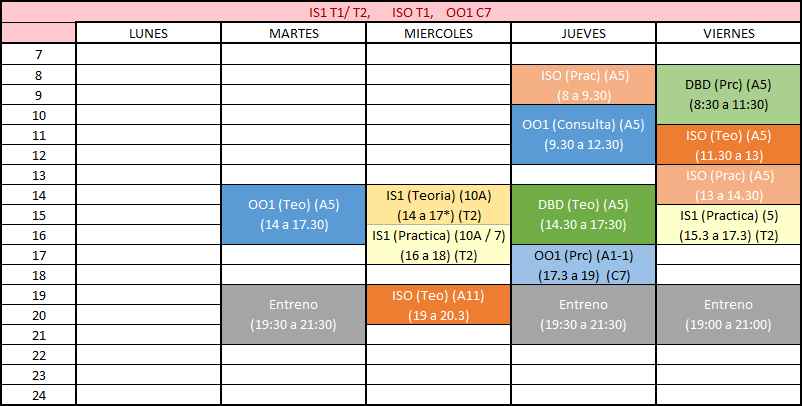 IS1 T1/ T2, ISO T1, OO1 C7
LUNES MARTES MIERCOLES JUEVES VIERNES
7
8
9
10
11
12
13
14
15
16
17
18
19
20
21
22
23
24
OO1 (Teo) (A5)
(14 a 17.30)
Entreno
(19:30 a 21:30)
IS1 (Teoria) (10A)
(14 a 17*) (T2)
IS1 (Practica) (10A / 7)
(16 a 18) (T2)
ISO (Teo) (A11)
(19 a 20.3)
ISO (Prac) (A5)
(8 a 9.30)
OO1 (Consulta) (A5)
(9.30 a 12.30)
DBD (Teo) (A5)
(14.30 a 17:30)
OO1 (Prc) (A1-1)
(17.3 a 19) (C7)
Entreno
(19:30 a 21:30)
DBD (Prc) (A5)
(8:30 a 11:30)
ISO (Teo) (A5)
(11.30 a 13)
ISO (Prac) (A5)
(13 a 14.30)
IS1 (Practica) (5)
(15.3 a 17.3) (T2)
Entreno
(19:00 a 21:00)